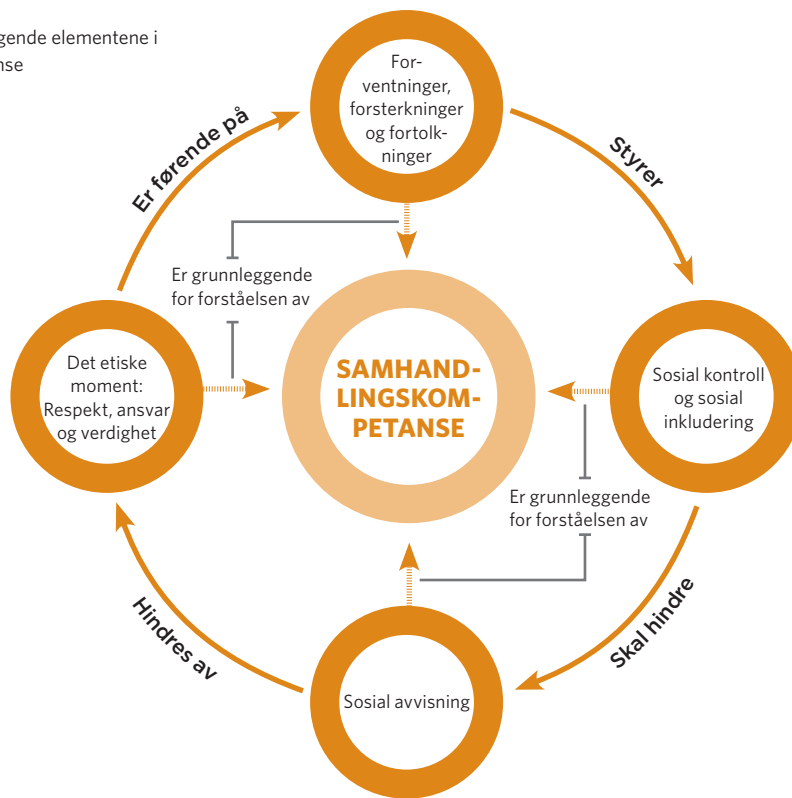 gende elementene i
nse
For-
ventninger,
forsterkninger
og fortolk-
ninger
Er førende på
Styrer
Er grunnleggende
for forståelsen av
Det etiske
moment:
Respekt, ansvar
og verdighet
SAMHAND-
LINGSKOM-
PETANSE
Sosial kontroll
og sosial
inkludering
Er grunnleggende
for forståelsen av
Hindres av
Skal hindre
Sosial avvisning